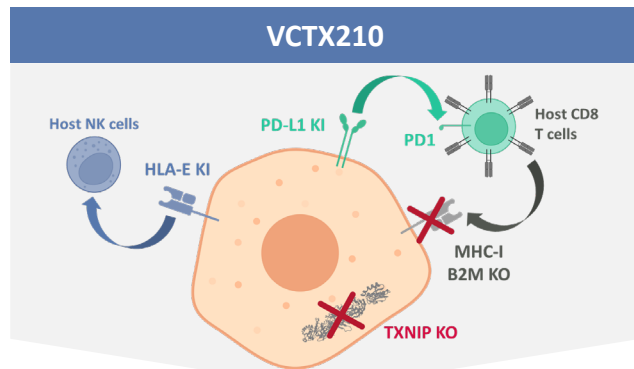 VCTX210
Host NK cells
HLA-E KI
PD-L1 KI
PD1
Host CD8
T cells
MHC-I
B2M KO
TXNIP KO